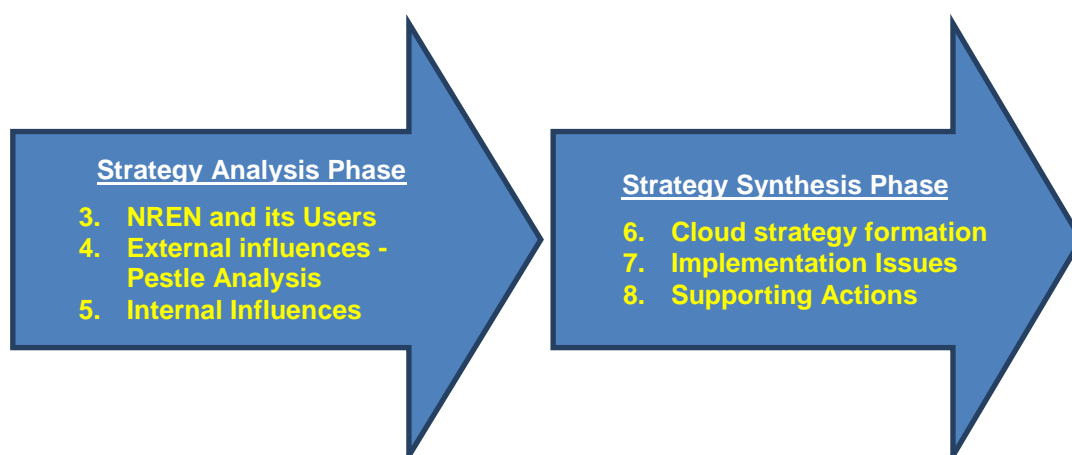 Strategy Analysis Phase
3. NREN and its Users
4. External influences -
Pestle Analysis
5. Internal Influences
Strategy Synthesis Phase
6. Cloud strategy formation
7. Implementation Issues
8. Supporting Actions